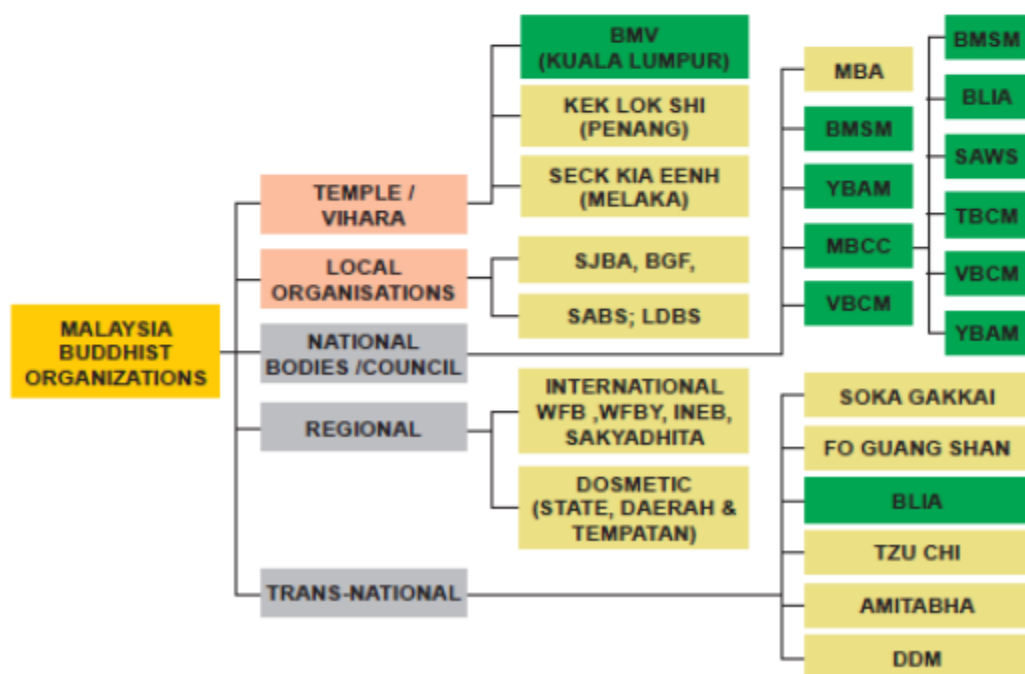 MALAYSIA
BUDDHIST
ORGANIZATIONS
TEMPLE /
VIHARA
LOCAL
ORGANISATIONS
NATIONAL
BODIES /COUNCIL
REGIONAL
TRANS-NATIONAL
BMV
(KUALA LUMPUR)
KEK LOK SHI
(PENANG)
SECK KIA EENH
(MELAKA)
SJBA, BGF,
SABS; LDBS
INTERNATIONAL
WFB ,WFBY, INEB,
SAKYADHITA
DOSMETIC
(STATE, DAERAH &
TEMPATAN)
MBA
BMSM
YBAM
MBCC
VBCM
BMSM
BLIA
SAWS
TBCM
VBCM
YBAM
SOKA GAKKAI
FO GUANG SHAN
BLIA
TZU CHI
AMITABHA
DDM